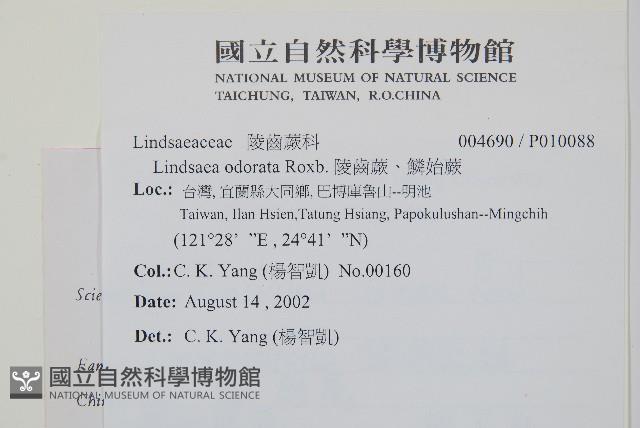 國立自然科學博物館
NATIONAL MUSEUM OF NATURAL SCIENCE
TAICHUNG, TAIWAN, R.O.CHINA
Lindsaeaceae 陵齒蕨科 004690 / P010088
Lindsaea odorata Roxb. 陵齒蕨、鱗始蕨
Loc.: 台灣, 宜蘭縣大同鄉, 巴博庫魯山--明池
Taiwan, Ilan Hsien,Tatung Hsiang, Papokulushan--Mingchih
(121°28’ ”E , 24°41’ ”N)
Col.: C. K. Yang (楊智凱) No.00160
Date: August 14 , 2002
Det.: C. K. Yang (楊智凱)
國立自然科學博物館
NATIONAL MUSEUM OF NATURAL SCIENCE